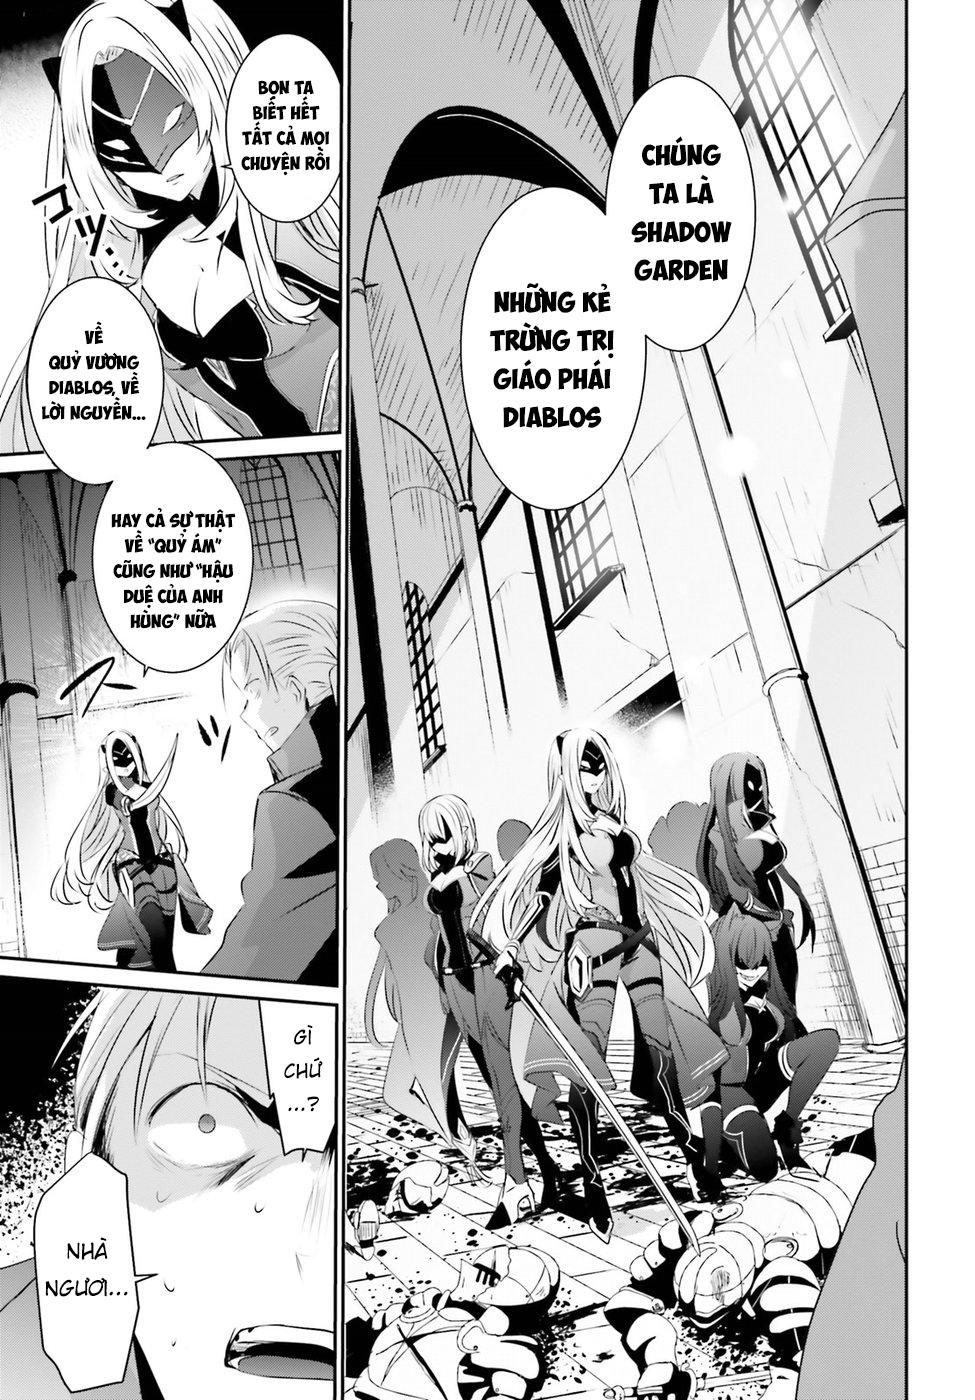 CHÚNG
TA LÀ
SHADOW
GARDEN
NHỮNG KẺ
TRỪNG TRỊ
GIÁO PHÁI
DIABLOS
BỌN TA
BIẾT HẾT
TẤT CẢ MỌI
CHUYỆN RỒI
コツ…
VỀ
QUỶ VƯƠNG
DIABLOS, VỀ
LỜI NGUYỀN...
HAY CẢ SỰ THẬT
VỀ "QUỶ ÁM"
CŨNG NHƯ "HẬU
DUỆ CỦA ANH
HÙNG" NỮA
GÌ
CHỨ
...?
NHÀ
NGƯƠI...